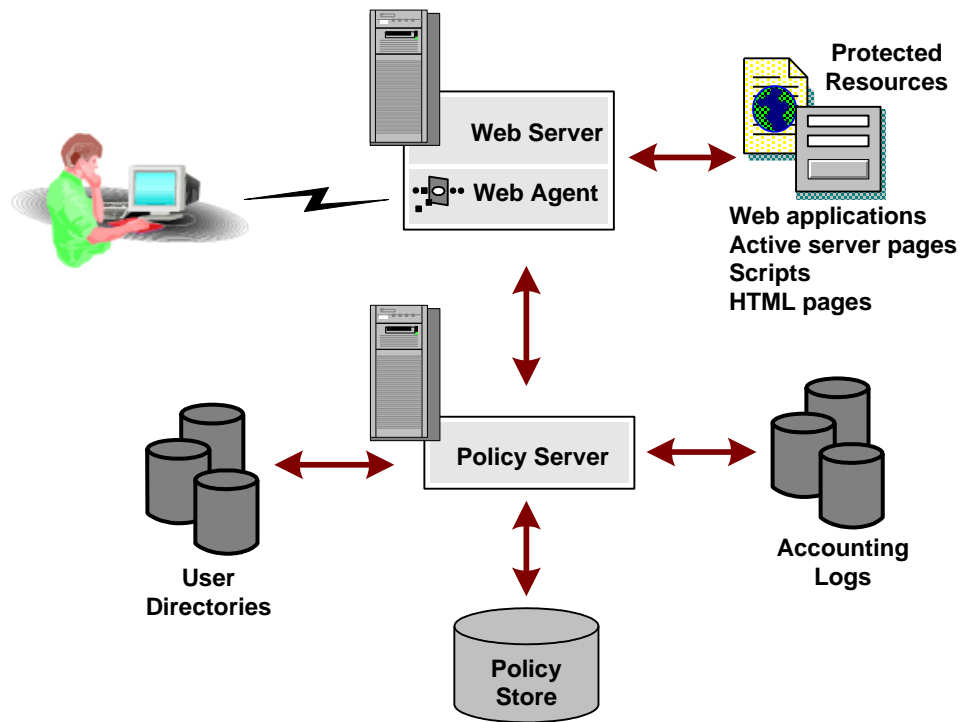 Protected
Resources
Web Server
Web Agent
Web applications
Active server pages
Scripts
HTML pages
Policy Server
User
Directories
Accounting
Logs
Policy
Store